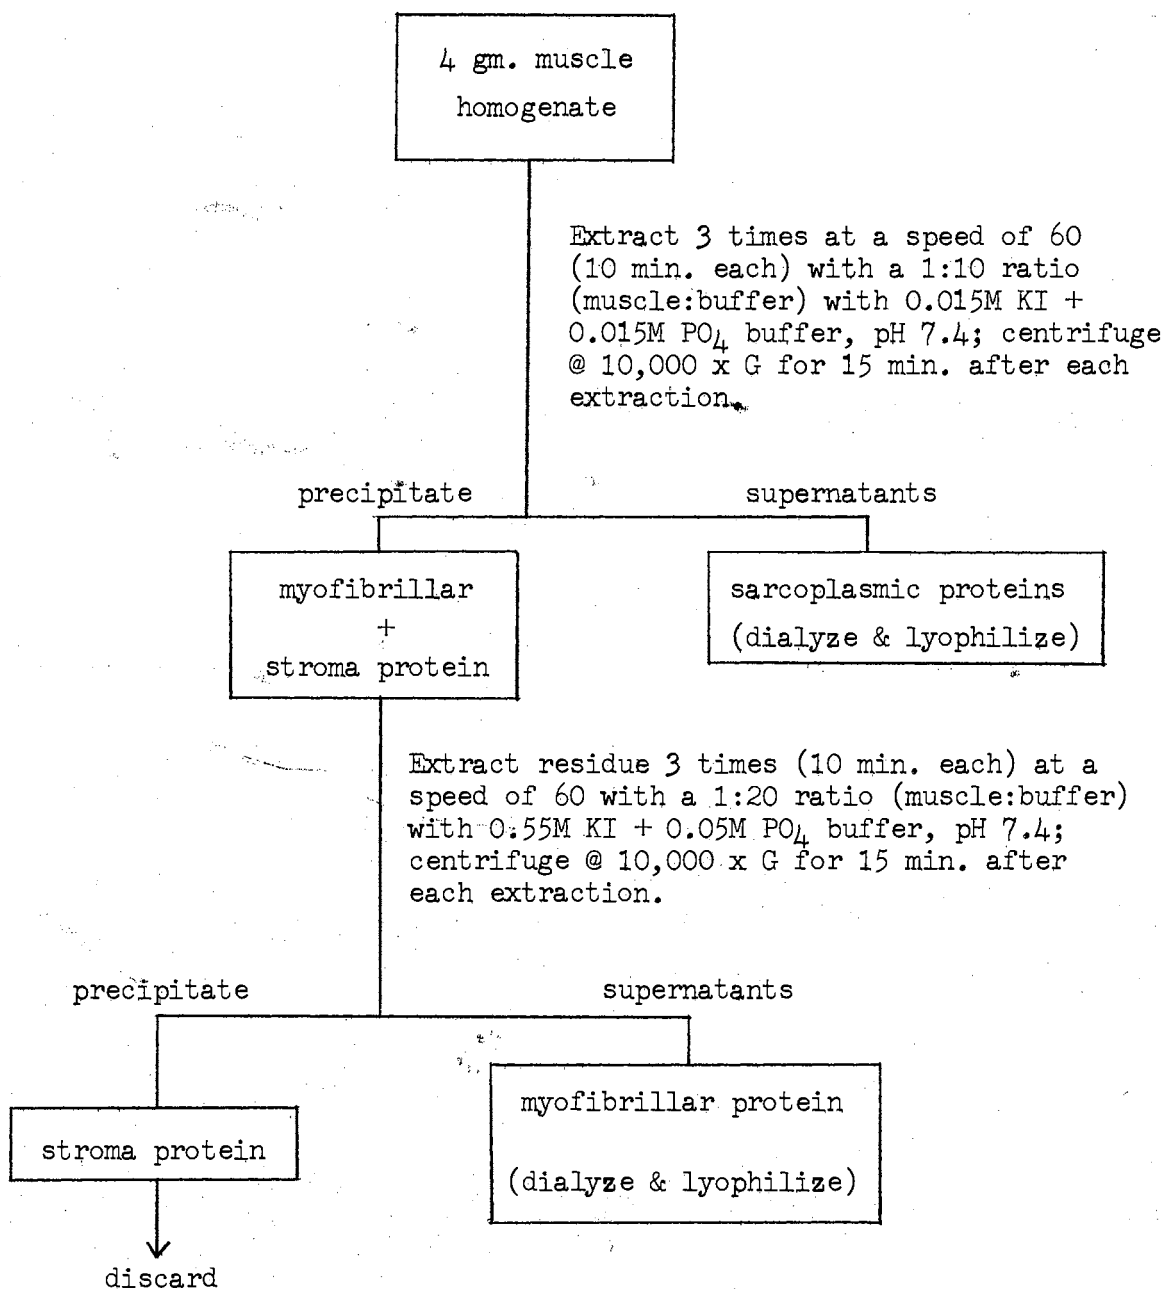 4 gm. muscle
homogenate
Extract 3 times at a speed of 60
(10 min. each) with a 1:10 ratio
(muscle:buffer) with 0.015M KI +
0.015M PO4 buffer, pH 7.4; centrifuge
@ 10,000 x G for 15 min. after each
extraction.
precipitate
supernatants
myofibrillar
+
stroma protein
sarcoplasmic proteins
(dialyze & lyophilize)
Extract residue 3 times (10 min. each) at a
speed of 60 with a 1:20 ratio (muscle:buffer)
with 0.55M KI + 0.05M PO4 buffer, pH 7.4;
centrifuge @ 10,000 x G for 15 min. after
each extraction.
precipitate
supernatants
stroma protein
myofibrillar protein
(dialyze & lyophilize)
discard